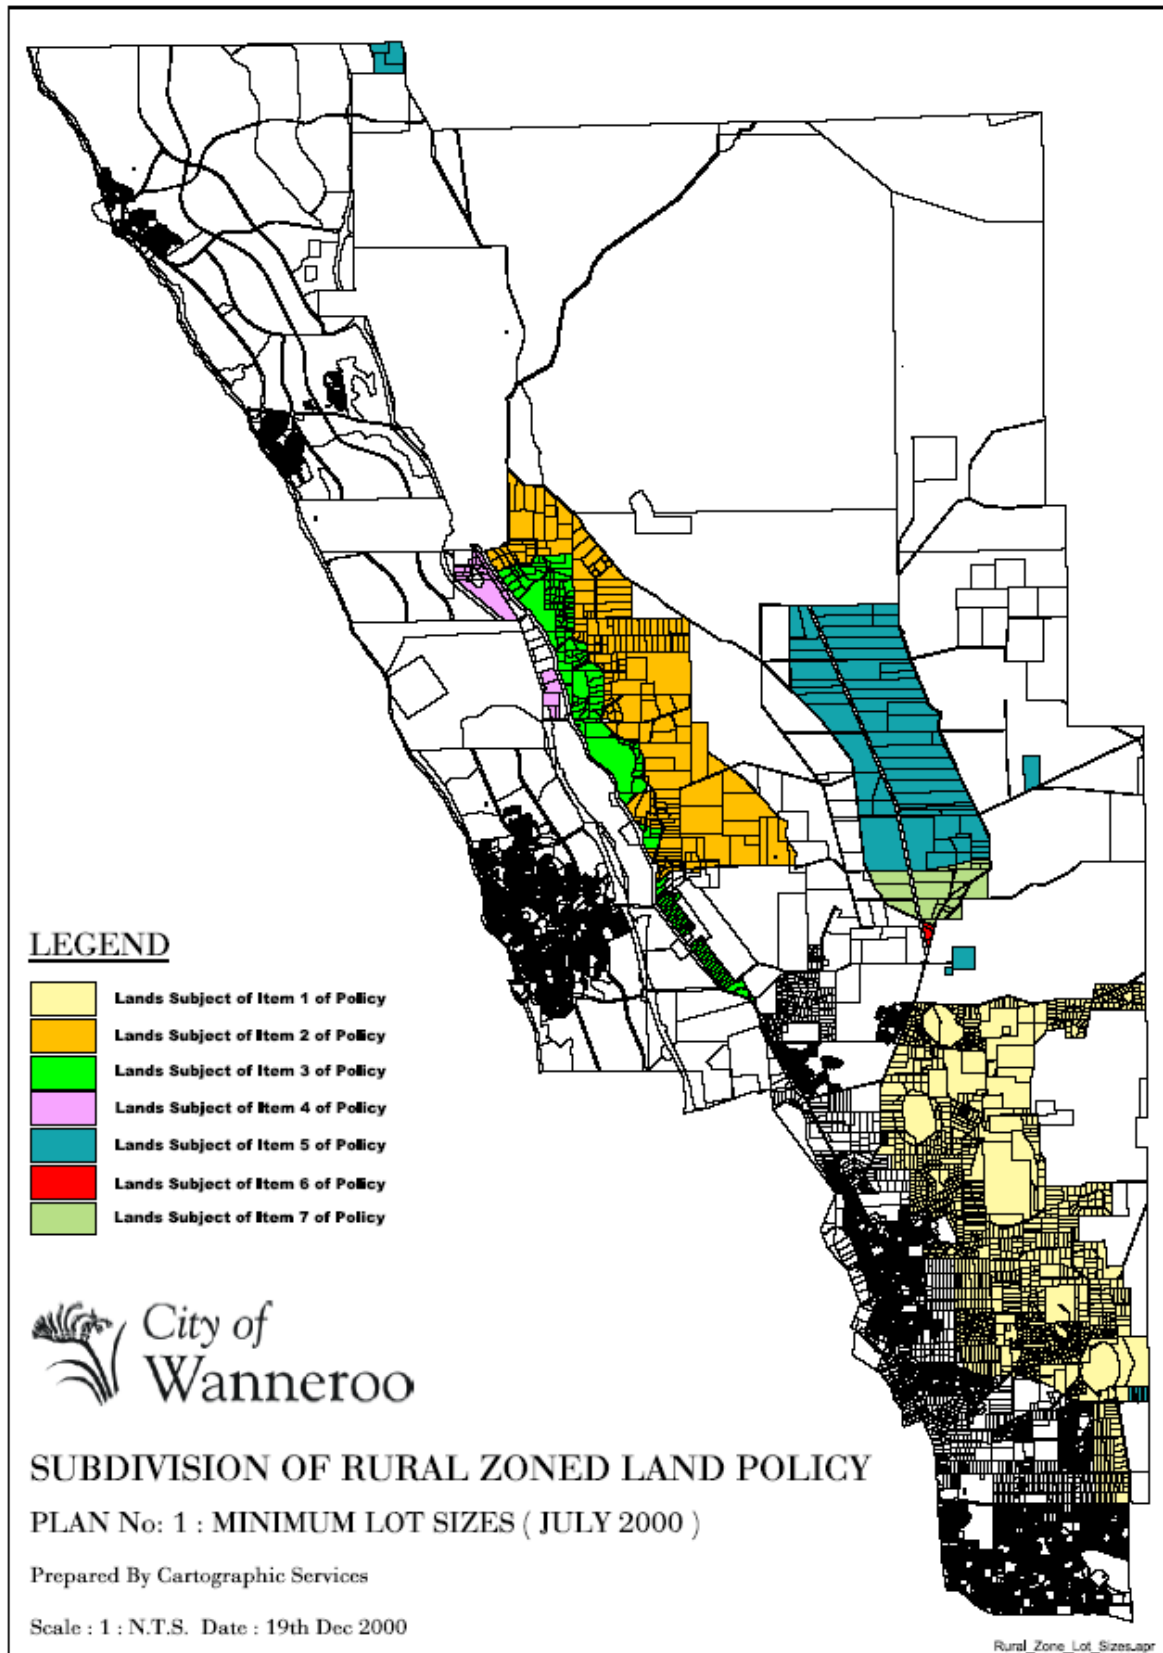 LEGEND
Lands Subject of Item 1 of Policy
Lands Subject of Item 2 of Policy
Lands Subject of Item 3 of Policy
Lands Subject of Item 4 of Policy
Lands Subject of Item 5 of Policy
Lands Subject of Item 6 of Policy
Lands Subject of Item 7 of Policy
City of
Wanneroo
SUBDIVISION OF RURAL ZONED LAND POLICY
PLAN No: 1 : MINIMUM LOT SIZES ( JULY 2000 )
Prepared By Cartographic Services
Scale : 1 : N.T.S. Date : 19th Dec 2000
Rural_Zone_Lot_Sizes.apr